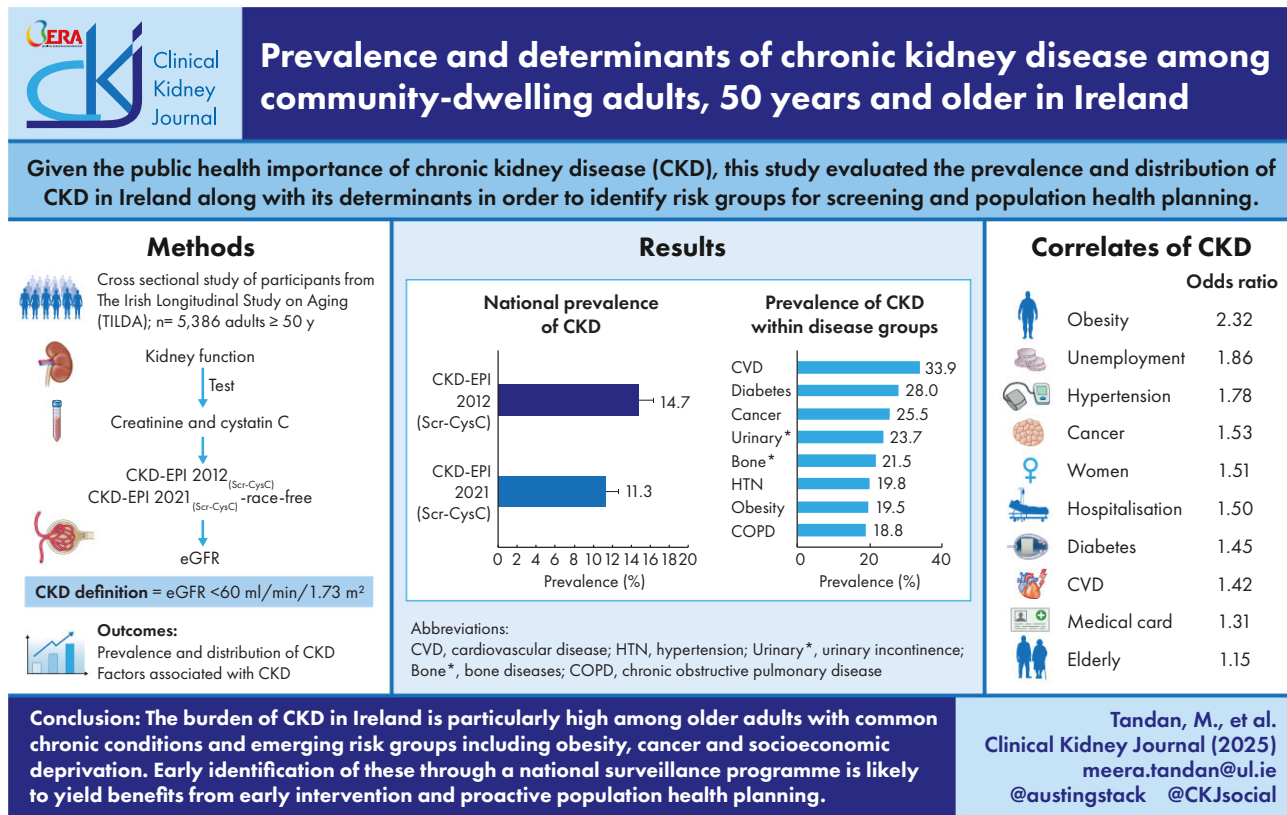 ERA
CKJ
Clinical
Kidney
Journal
Prevalence and determinants of chronic kidney disease among
community-dwelling adults, 50 years and older in Ireland
Given the public health importance of chronic kidney disease (CKD), this study evaluated the prevalence and distribution of
CKD in Ireland along with its determinants in order to identify risk groups for screening and population health planning.
Methods
Cross sectional study of participants from
The Irish Longitudinal Study on Aging
(TILDA); n= 5,386 adults ≥ 50 y
Kidney function
Test
Creatinine and cystatin C
CKD-EPI 2012(Scr-CysC)
CKD-EPI 2021(Scr-CysC)-race-free
eGFR
CKD definition = eGFR <60 ml/min/1.73 m²
Outcomes:
Prevalence and distribution of CKD
Factors associated with CKD
Results
National prevalence
of CKD
CKD-EPI
2012
(Scr-CysC)
14.7
CKD-EPI
2021
(Scr-CysC)
11.3
0 2 4 6 8 10 12 14 16 18 20
Prevalence (%)
Prevalence of CKD
within disease groups
CVD 33.9
Diabetes 28.0
Cancer 25.5
Urinary* 23.7
Bone* 21.5
HTN 19.8
Obesity 19.5
COPD 18.8
0 20 40
Prevalence (%)
Abbreviations:
CVD, cardiovascular disease; HTN, hypertension; Urinary*, urinary incontinence;
Bone*, bone diseases; COPD, chronic obstructive pulmonary disease
Correlates of CKD
Odds ratio
Obesity 2.32
Unemployment 1.86
Hypertension 1.78
Cancer 1.53
Women 1.51
Hospitalisation 1.50
Diabetes 1.45
CVD 1.42
Medical card 1.31
Elderly 1.15
Conclusion: The burden of CKD in Ireland is particularly high among older adults with common
chronic conditions and emerging risk groups including obesity, cancer and socioeconomic
deprivation. Early identification of these through a national surveillance programme is likely
to yield benefits from early intervention and proactive population health planning.
Tandan, M., et al.
Clinical Kidney Journal (2025)
meera.tandan@ul.ie
@austingstack @CKJsocial